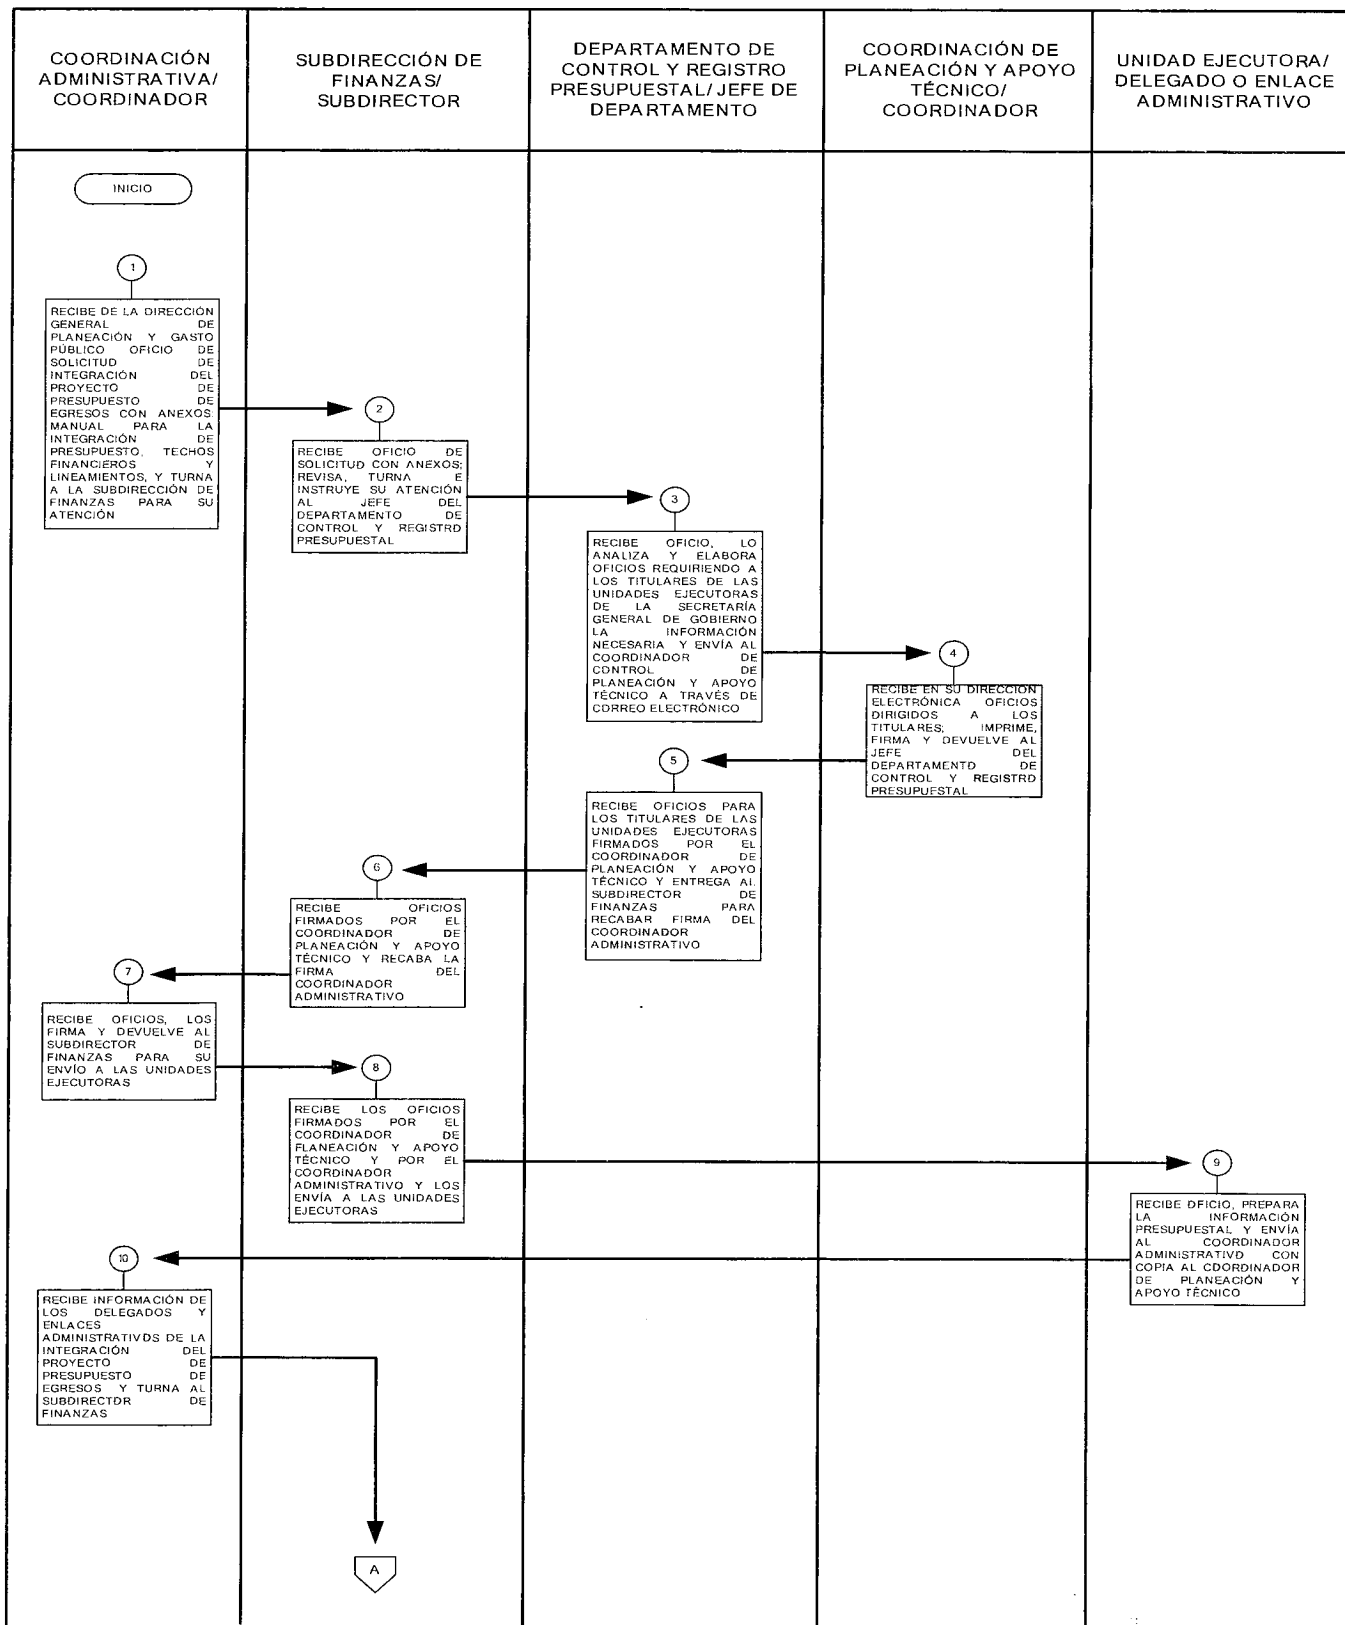 COORDINACIÓN
ADMINISTRATIVA/
COORDINADOR
SUBDIRECCIÓN DE
FINANZAS/
SUBDIRECTOR
DEPARTAMENTO DE
CONTROL Y REGISTRO
PRESUPUESTAL/ JEFE DE
DEPARTAMENTO
COORDINACIÓN DE
PLANEACIÓN Y APOYO
TÉCNICO/
COORDINADOR
UNIDAD EJECUTORA/
DELEGADO O ENLACE
ADMINISTRATIVO
INICIO
1
RECIBE DE LA DIRECCIÓN
GENERAL DE
PLANEACIÓN Y GASTO
PÚBLICO OFICIO DE
SOLICITUD DE
INTEGRACIÓN DEL
PROYECTO DE
PRESUPUESTO DE
EGRESOS CON ANEXOS:
MANUAL PARA LA
INTEGRACIÓN DE
PRESUPUESTO, TECHOS
FINANCIEROS Y
LINEAMIENTOS, Y TURNA
A LA SUBDIRECCIÓN DE
FINANZAS PARA SU
ATENCIÓN
2
RECIBE OFICIO DE
SOLICITUD CON ANEXOS;
REVISA, TURNA E
INSTRUYE SU ATENCIÓN
AL JEFE DEL
DEPARTAMENTO DE
CONTROL Y REGISTRO
PRESUPUESTAL
3
RECIBE OFICIO, LO
ANALIZA Y ELABORA
OFICIOS REQUIRIENDO A
LOS TITULARES DE LAS
UNIDADES EJECUTORAS
DE LA SECRETARÍA
GENERAL DE GOBIERNO
LA INFORMACIÓN
NECESARIA Y ENVÍA AL
COORDINADOR DE
CONTROL DE
PLANEACIÓN Y APOYO
TÉCNICO A TRAVÉS DE
CORREO ELECTRÓNICO
4
RECIBE EN SU DIRECCION
ELECTRÓNICA OFICIOS
DIRIGIDOS A LOS
TITULARES; IMPRIME,
FIRMA Y DEVUELVE AL
JEFE DEL
DEPARTAMENTO DE
CONTROL Y REGISTRO
PRESUPUESTAL
5
RECIBE OFICIOS PARA
LOS TITULARES DE LAS
UNIDADES EJECUTORAS
FIRMADOS POR EL
COORDINADOR DE
PLANEACIÓN Y APOYO
TÉCNICO Y ENTREGA AL
SUBDIRECTOR DE
FINANZAS PARA
RECABAR FIRMA DEL
COORDINADOR
ADMINISTRATIVO
6
RECIBE OFICIOS
FIRMADOS POR EL
COORDINADOR DE
PLANEACIÓN Y APOYO
TÉCNICO Y RECABA LA
FIRMA DEL
COORDINADOR
ADMINISTRATIVO
7
RECIBE OFICIOS, LOS
FIRMA Y DEVUELVE AL
SUBDIRECTOR DE
FINANZAS PARA SU
ENVÍO A LAS UNIDADES
EJECUTORAS
8
RECIBE LOS OFICIOS
FIRMADOS POR EL
COORDINADOR DE
PLANEACIÓN Y APOYO
TÉCNICO Y POR EL
COORDINADOR
ADMINISTRATIVO Y LOS
ENVÍA A LAS UNIDADES
EJECUTORAS
9
RECIBE OFICIO, PREPARA
LA INFORMACIÓN
PRESUPUESTAL Y ENVÍA
AL COORDINADOR
ADMINISTRATIVO CON
COPIA AL COORDINADOR
DE PLANEACIÓN Y
APOYO TÉCNICO
10
RECIBE INFORMACIÓN DE
LOS DELEGADOS Y
ENLACES
ADMINISTRATIVOS DE LA
INTEGRACIÓN DEL
PROYECTO DE
PRESUPUESTO DE
EGRESOS Y TURNA AL
SUBDIRECTOR DE
FINANZAS
A